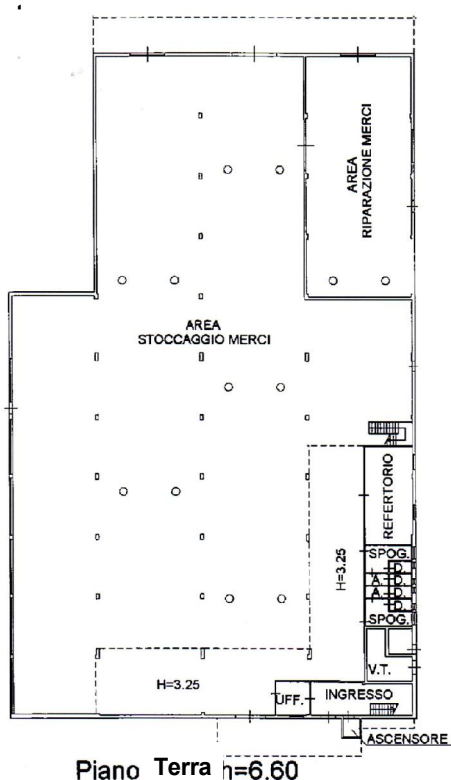 AREA
RIPARAZIONE MERCI
AREA
STOCCAGGIO MERCI
REFERTORIO
H=3.25
SPOG.
D.
A. D.
A. D.
D.
SPOG.
V.T.
H=3.25
UFF.
INGRESSO
ASCENSORE
Piano Terra h=6.60